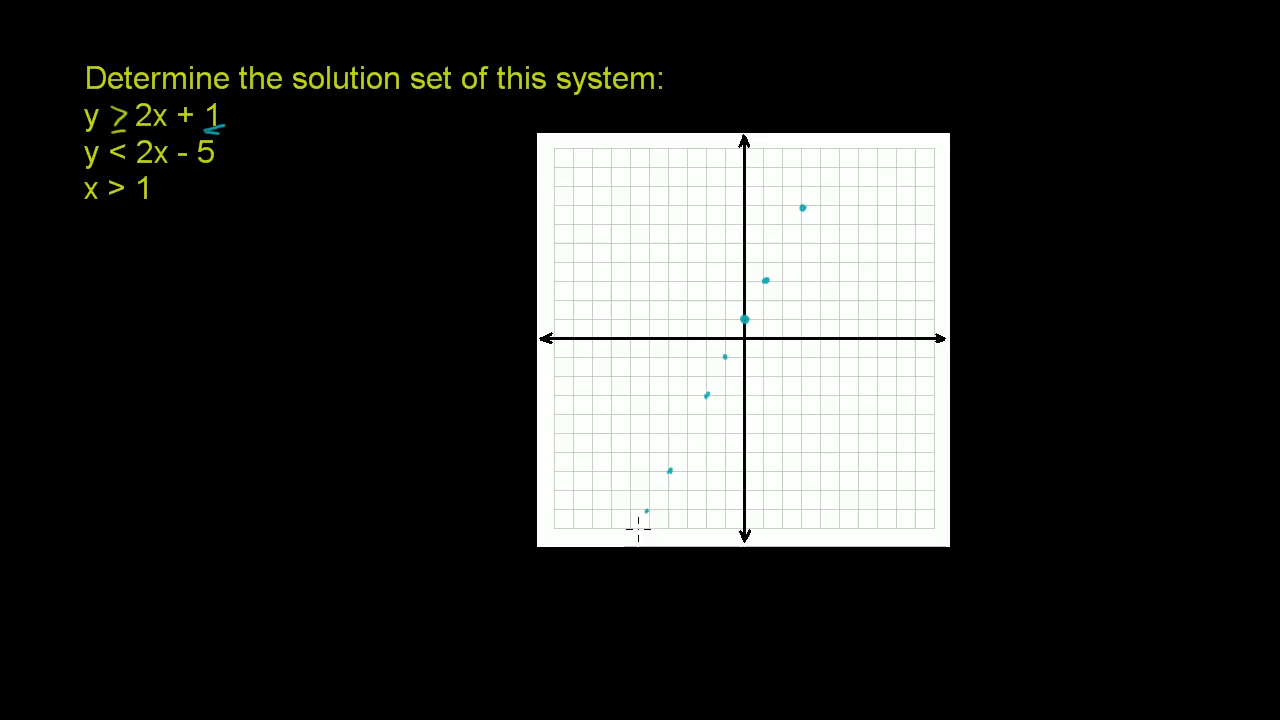 Determine the solution set of this system:
y ≥ 2x + 1
y < 2x - 5
x > 1